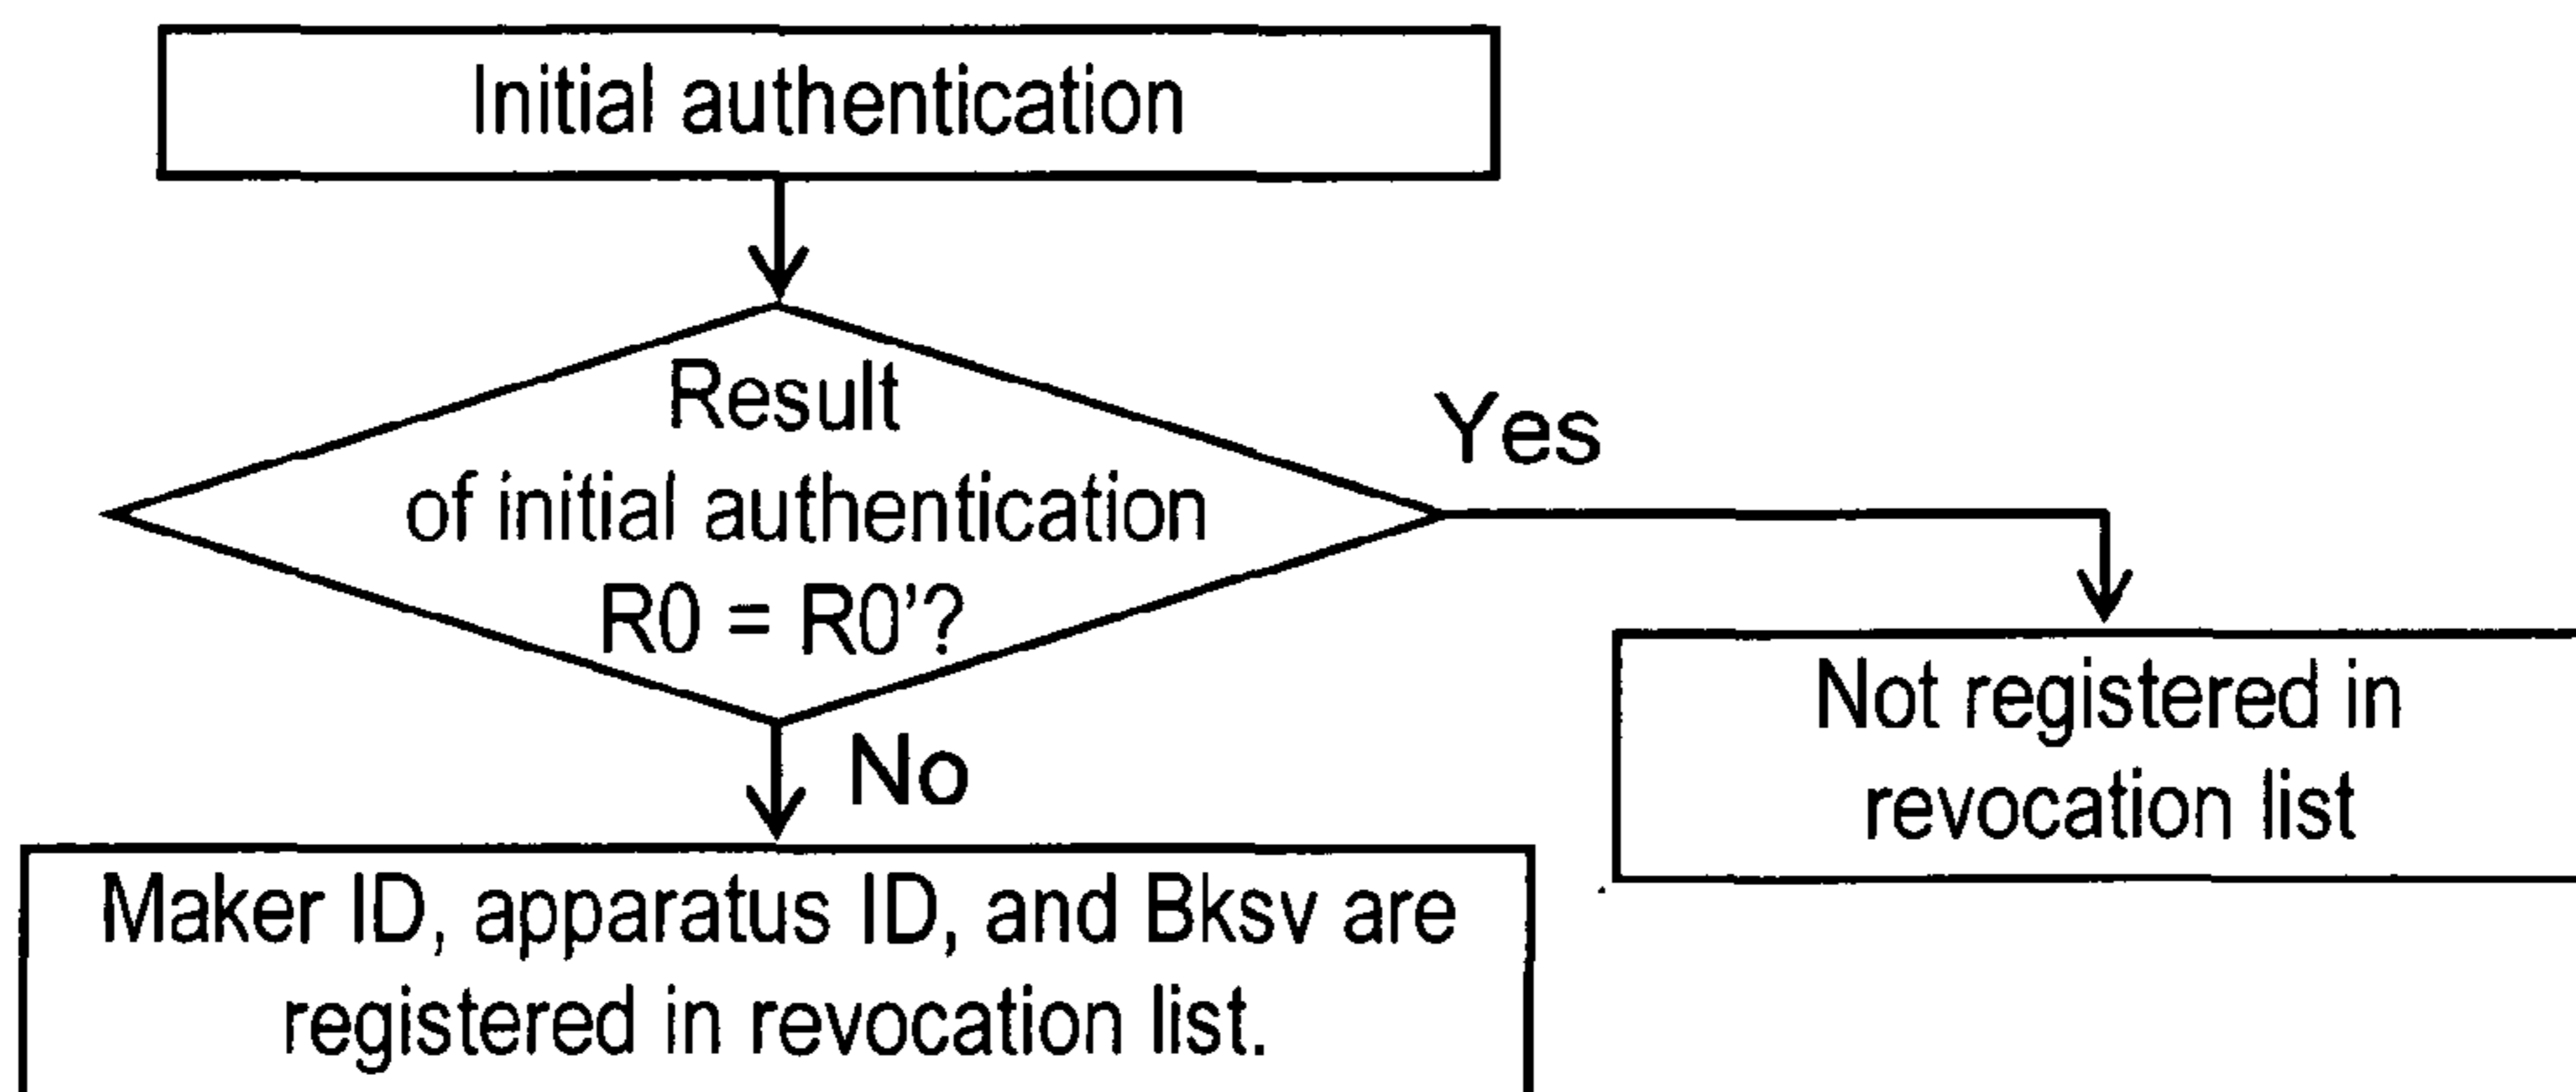 Initial authentication
Result
of initial authentication
R0 = R0’?
Yes
No
Not registered in
revocation list
Maker ID, apparatus ID, and Bksv are
registered in revocation list.